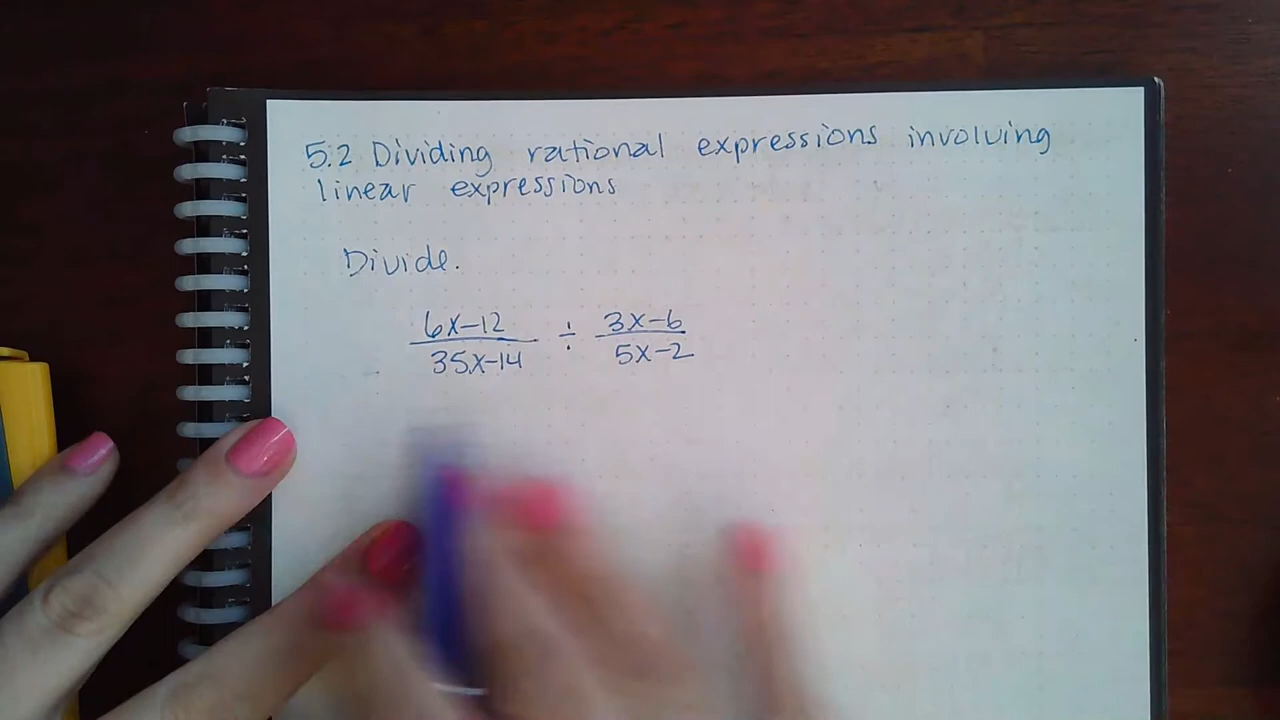 5.2 Dividing rational expressions involving
linear expressions
Divide.
6x-12 / 35x-14 ÷ 3x-6 / 5x-2